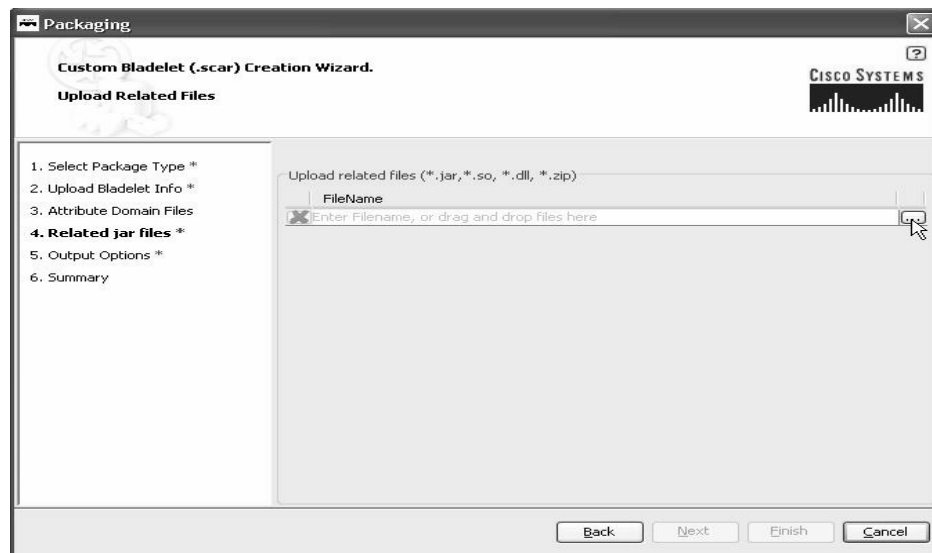 Packaging
Custom Bladelet (.scar) Creation Wizard.
Upload Related Files
?
CISCO SYSTEMS
1. Select Package Type *
2. Upload Bladelet Info *
3. Attribute Domain Files
4. Related jar files *
5. Output Options *
6. Summary
Upload related files (*.jar,*.so, *.dll, *.zip)
FileName
Enter Filename, or drag and drop files here
...
Back Next Finish Cancel